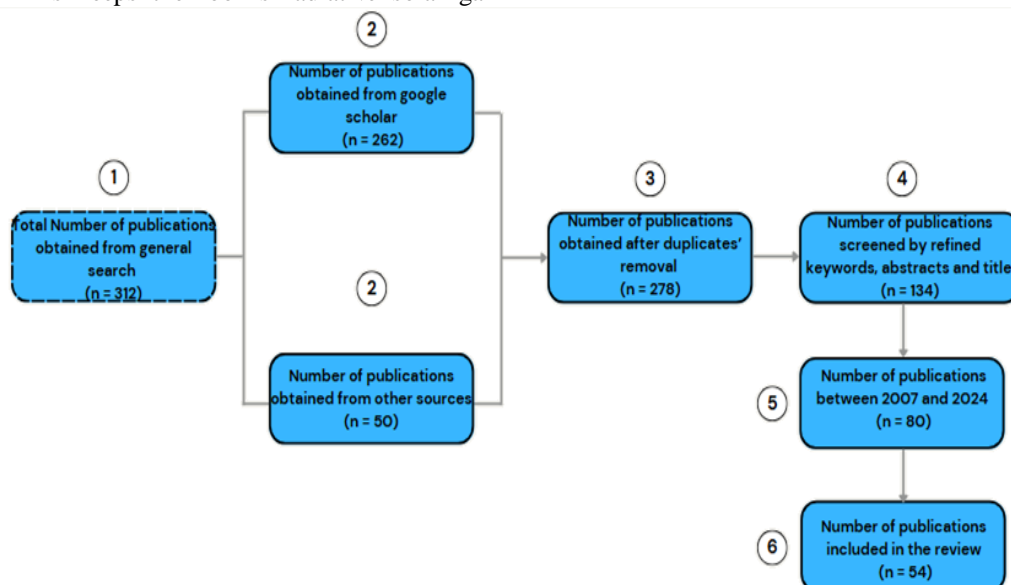 2
Number of publications
obtained from google
scholar
(n = 262)
1
Total Number of publications
obtained from general
search
(n = 312)
2
Number of publications
obtained from other sources
(n = 50)
3
Number of publications
obtained after duplicates'
removal
(n = 278)
4
Number of publications
screened by refined
keywords, abstracts and title
(n = 134)
5
Number of publications
between 2007 and 2024
(n = 80)
6
Number of publications
included in the review
(n = 54)